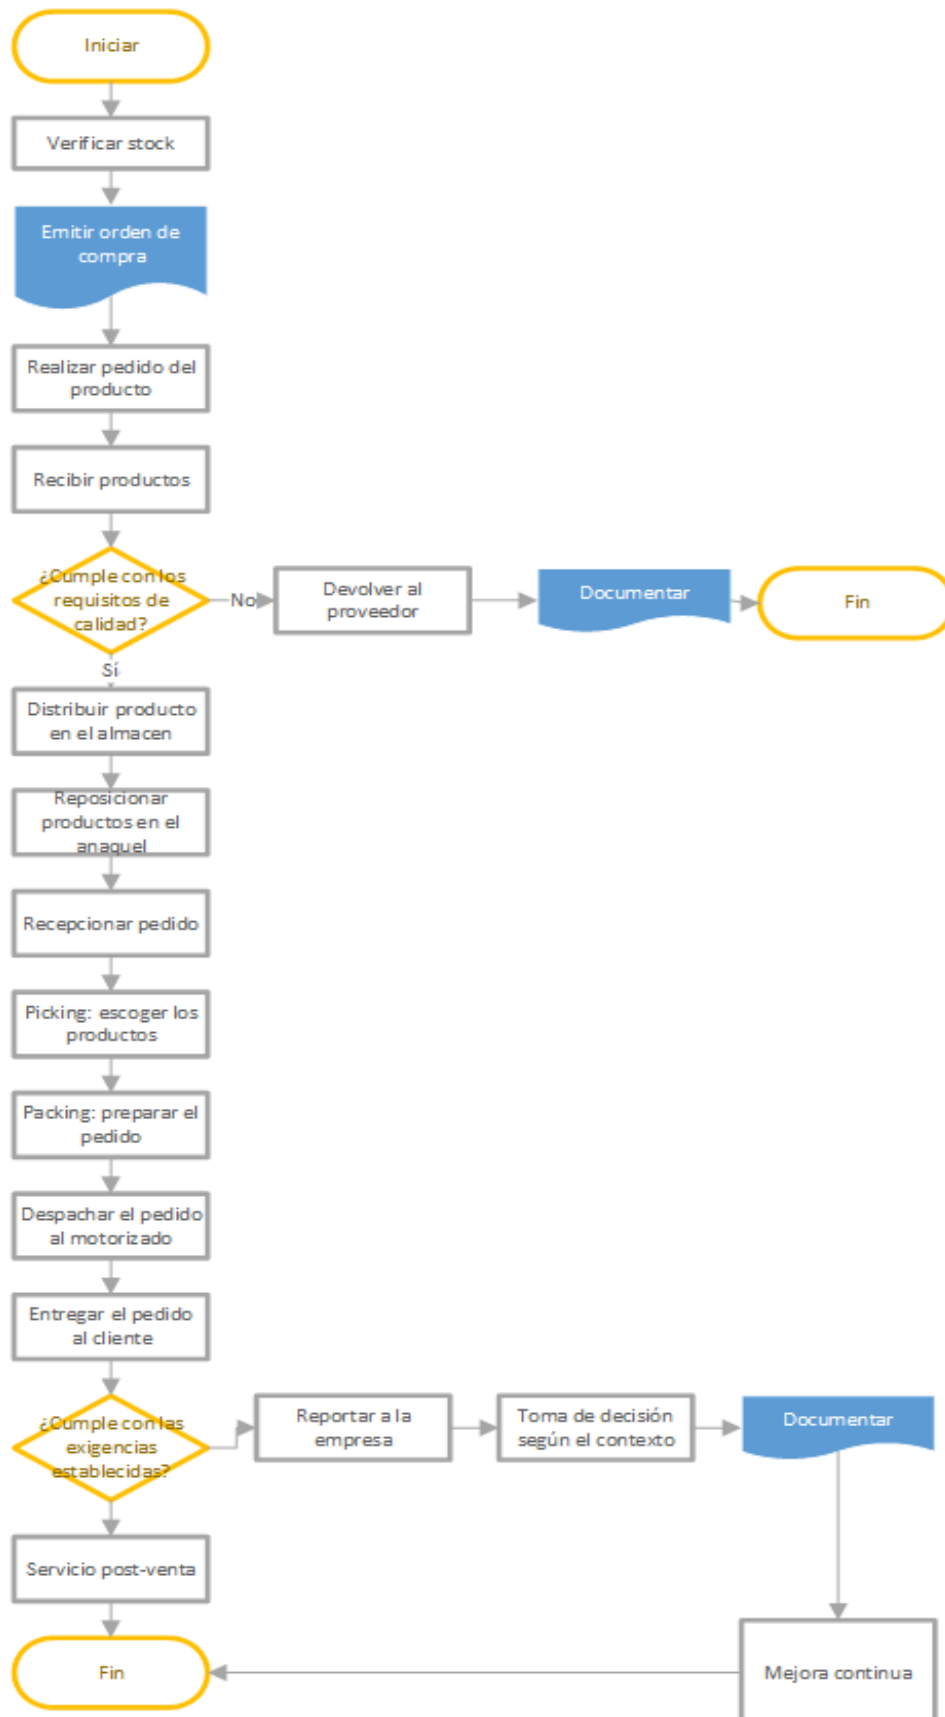 Iniciar
Verificar stock
Emitir orden de
compra
Realizar pedido del
producto
Recibir productos
¿Cumple con los
requisitos de
calidad?
No
Devolver al
proveedor
Documentar
Fin
Sí
Distribuir producto
en el almacen
Reposicionar
productos en el
anaquel
Recepcionar pedido
Picking: escoger los
productos
Packing: preparar el
pedido
Despachar el pedido
al motorizado
Entregar el pedido
al cliente
¿Cumple con las
exigencias
establecidas?
Reportar a la
empresa
Toma de decisión
según el contexto
Documentar
Servicio post-venta
Fin
Mejora continua